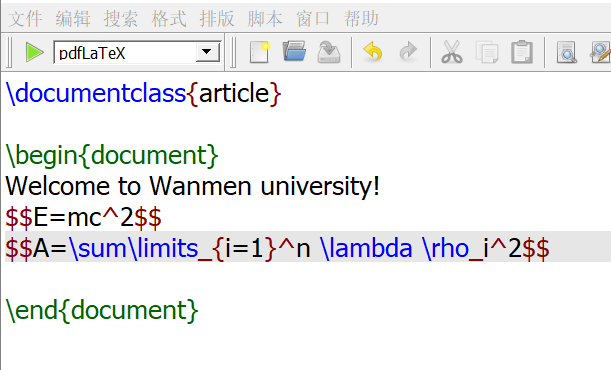 文件 编辑 搜索 格式 排版 脚本 窗口 帮助
pdfLaTeX
\documentclass{article}
\begin{document}
Welcome to Wanmen university!
$$E=mc^2$$
$$A=\sum\limits_{i=1}^n \lambda \rho_i^2$$
\end{document}